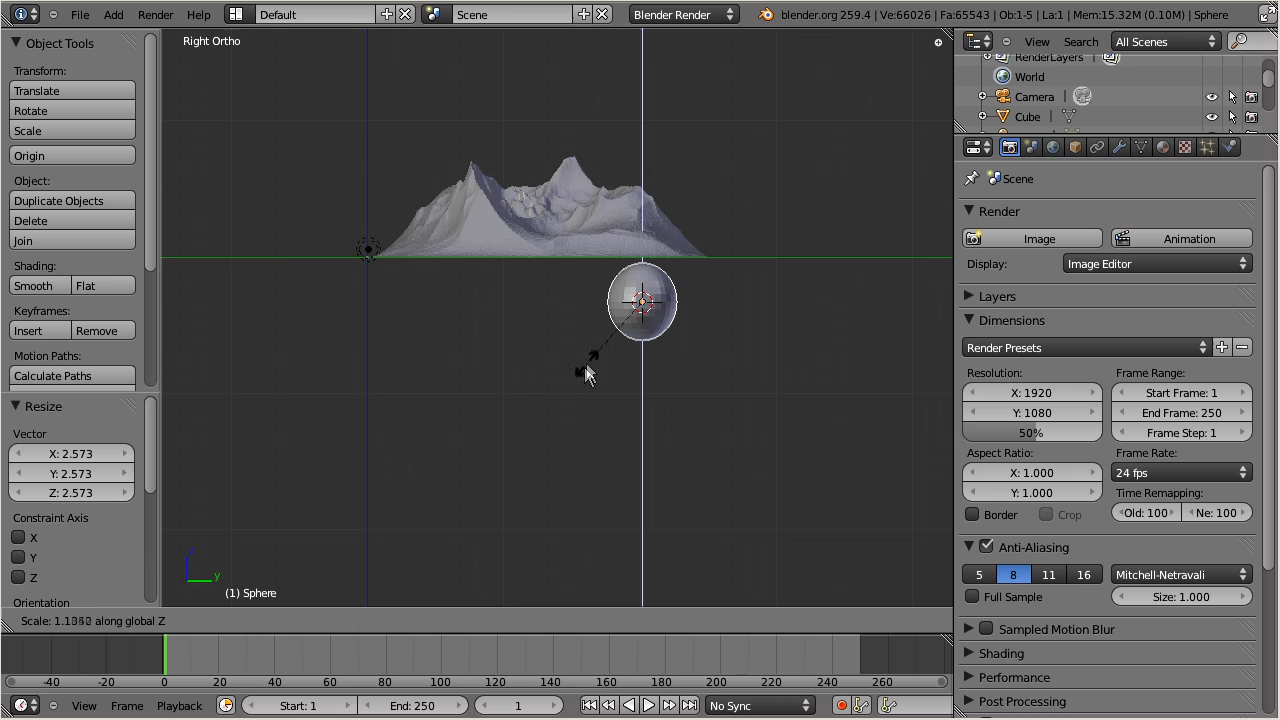 File Add Render Help Default Scene Blender Render blender.org 259.4 | Ve:66026 | Fa:65543 | Ob:1-5 | La:1 | Mem:15.32M (0.10M) | Sphere
Object Tools
Transform:
Translate
Rotate
Scale
Origin
Object:
Duplicate Objects
Delete
Join
Shading:
Smooth Flat
Keyframes:
Insert Remove
Motion Paths:
Calculate Paths
Resize
Vector
X: 2.573
Y: 2.573
Z: 2.573
Constraint Axis
X
Y
Z
Orientation
Right Ortho
y
(1) Sphere
along global Z
Scale:
-40 -20 0 20 40 60 80 100 120 140 160 180 200 220 240 260
View Frame Playback Start: 1 End: 250 1 No Sync
View Search All Scenes
RenderLayers |
World
Camera |
Cube |
Scene
Render
Image Animation
Display: Image Editor
Layers
Dimensions
Render Presets
Resolution: Frame Range:
X: 1920 Start Frame: 1
Y: 1080 End Frame: 250
50% Frame Step: 1
Aspect Ratio: Frame Rate:
X: 1.000 24 fps
Y: 1.000 Time Remapping:
Border Crop Old: 100 Ne: 100
Anti-Aliasing
5 8 11 16 Mitchell-Netravali
Full Sample Size: 1.000
Sampled Motion Blur
Shading
Performance
Post Processing